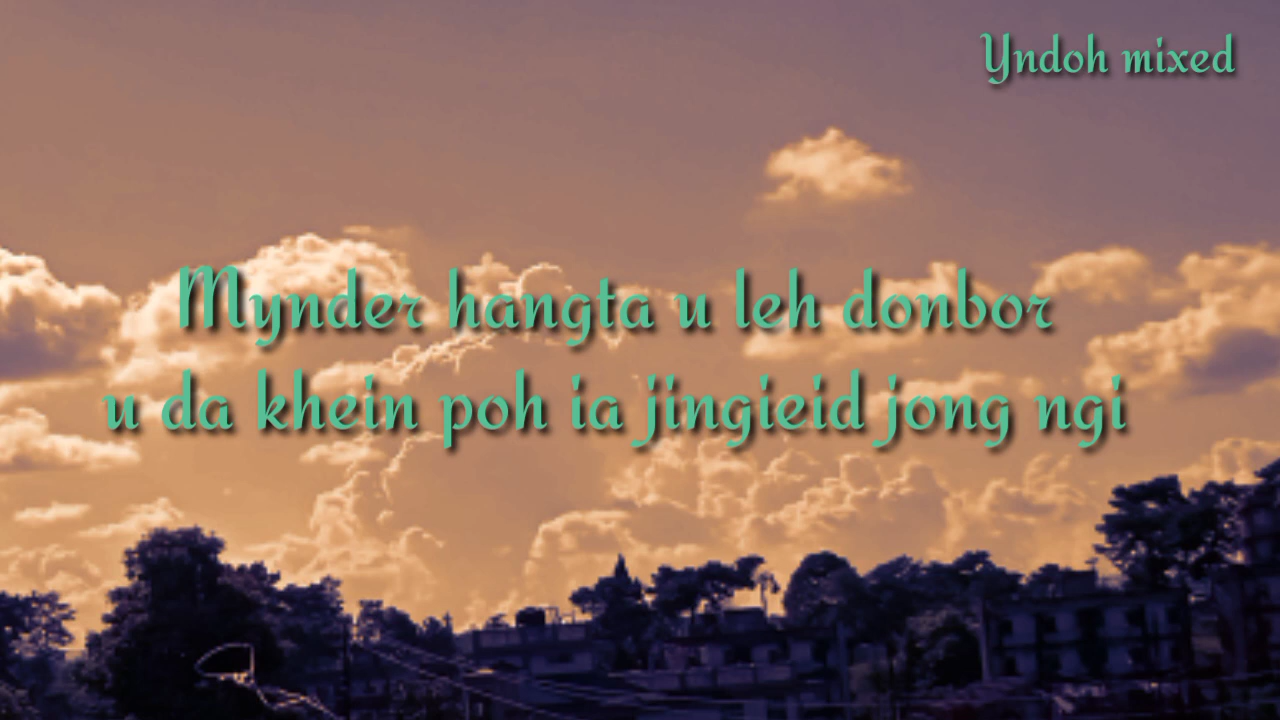 Yndoh mixed
Mynder hangta u leh donbor
u da khein poh ia jingieid jong ngi